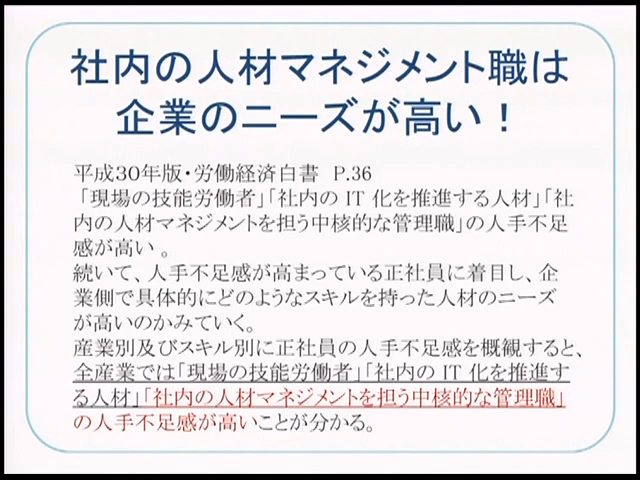 社内の人材マネジメント職は
企業のニーズが高い！
平成30年版・労働経済白書　P.36
「現場の技能労働者」「社内の IT 化を推進する人材」「社
内の人材マネジメントを担う中核的な管理職」の人手不足
感が高い 。
続いて、人手不足感が高まっている正社員に着目し、企
業側で具体的にどのようなスキルを持った人材のニーズ
が高いのかみていく。
産業別及びスキル別に正社員の人手不足感を概観すると、
全産業では「現場の技能労働者」「社内の IT 化を推進す
る人材」「社内の人材マネジメントを担う中核的な管理職」
の人手不足感が高いことが分かる。